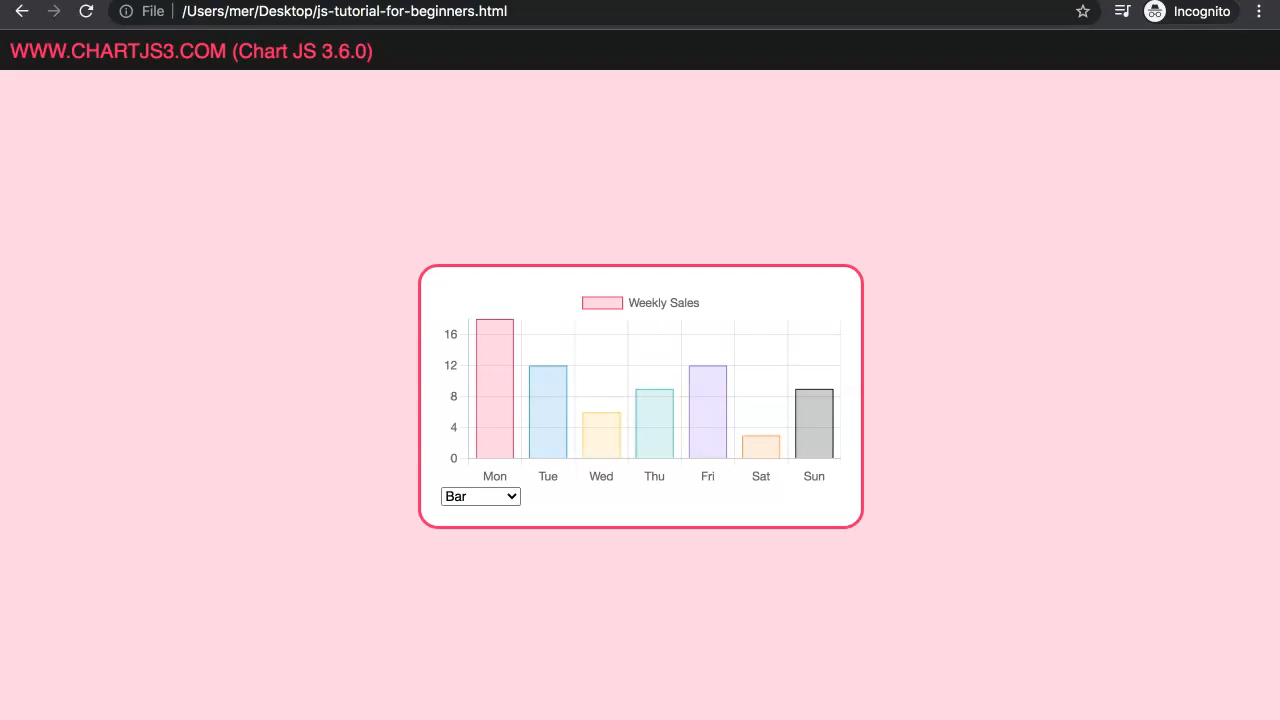 File /Users/mer/Desktop/js-tutorial-for-beginners.html Incognito
WWW.CHARTJS3.COM (Chart JS 3.6.0)
Weekly Sales
16
12
8
4
0
Mon Tue Wed Thu Fri Sat Sun
Bar